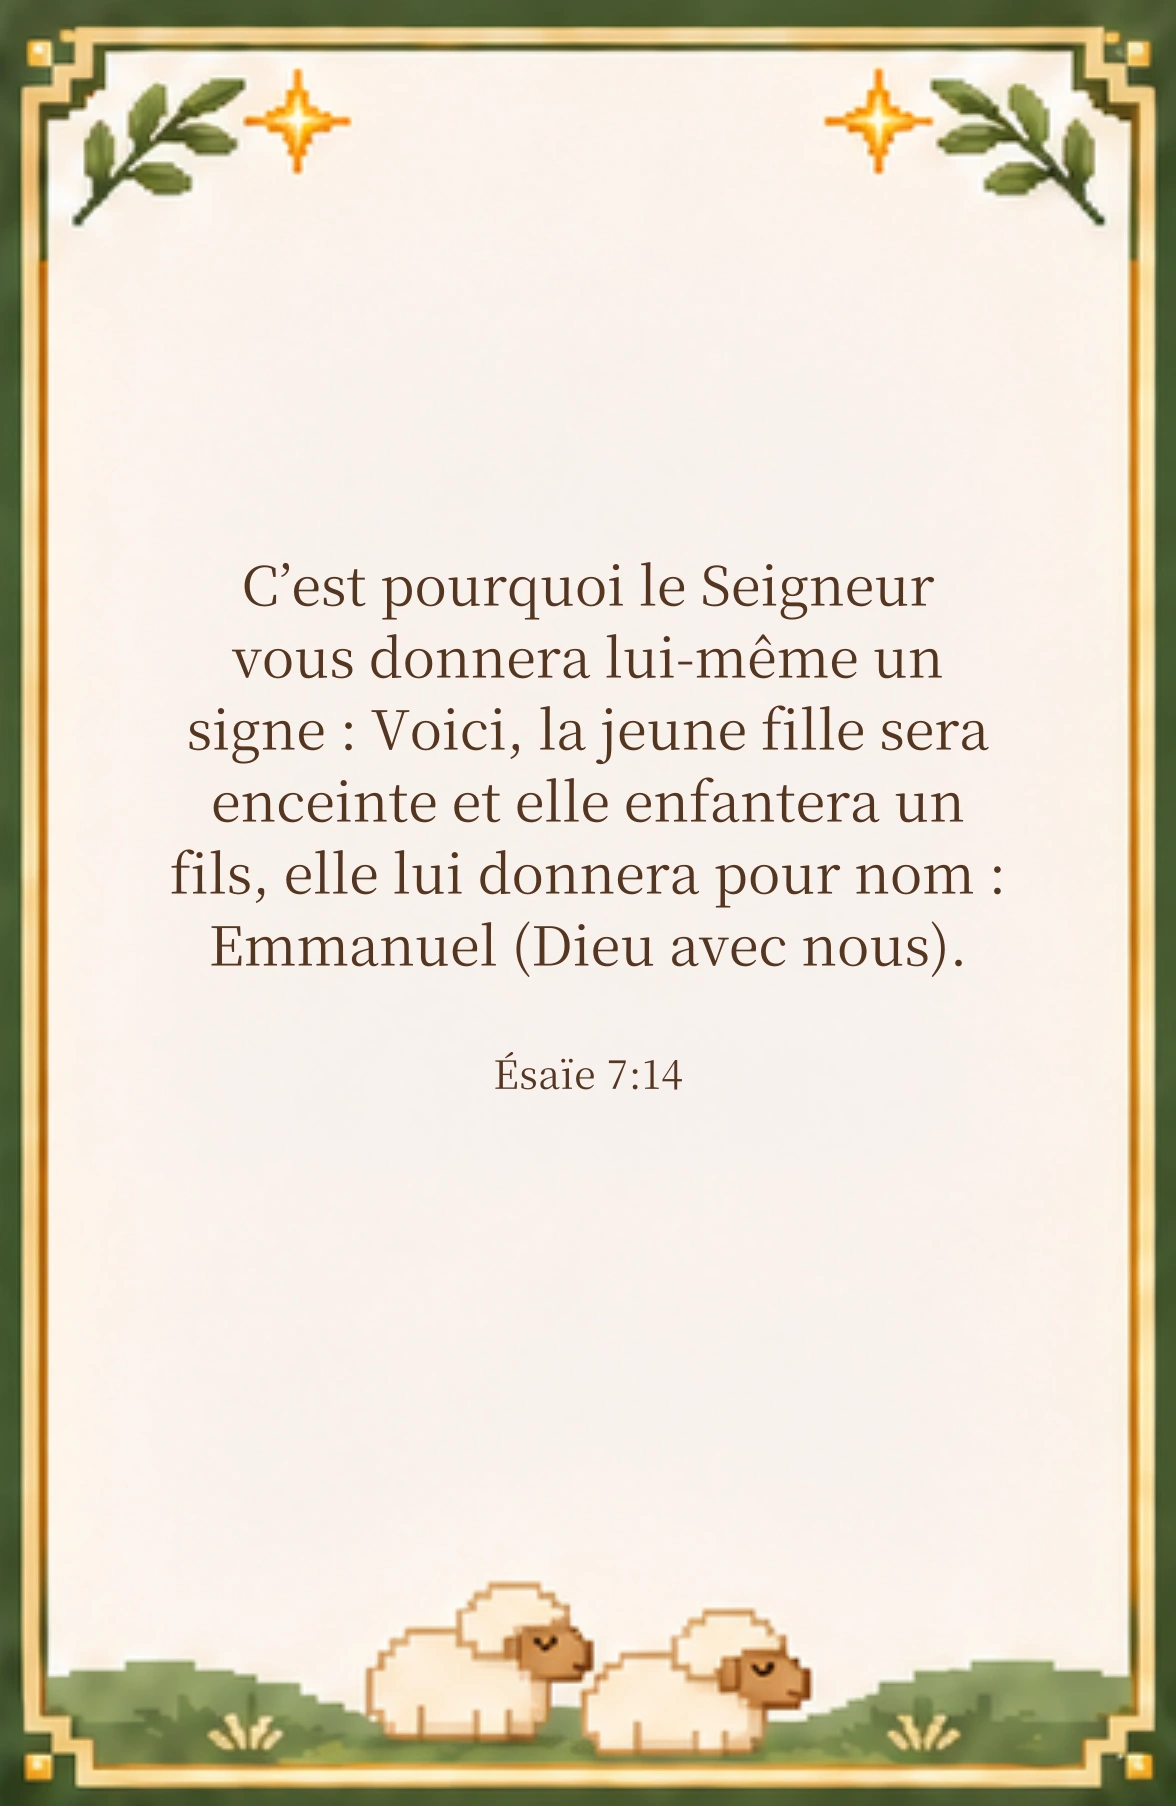 C’est pourquoi le Seigneur
vous donnera lui-même un
signe : Voici, la jeune fille sera
enceinte et elle enfantera un
fils, elle lui donnera pour nom :
Emmanuel (Dieu avec nous).
Ésaïe 7:14